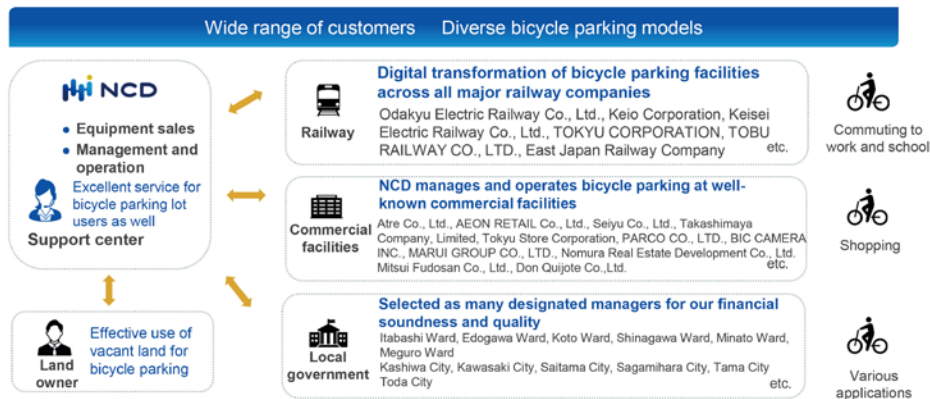 Wide range of customers Diverse bicycle parking models
NCD
• Equipment sales
• Management and
operation
Excellent service for
bicycle parking lot
users as well
Support center
Effective use of
vacant land for
bicycle parking
Land
owner
Railway
Digital transformation of bicycle parking facilities
across all major railway companies
Odakyu Electric Railway Co., Ltd., Keio Corporation, Keisei
Electric Railway Co., Ltd., TOKYU CORPORATION, TOBU
RAILWAY CO., LTD., East Japan Railway Company
etc.
Commuting to
work and school
Commercial
facilities
NCD manages and operates bicycle parking at well-
known commercial facilities
Atre Co., Ltd., AEON RETAIL Co., Ltd., Seiyu Co., Ltd., Takashimaya
Company, Limited, Tokyu Store Corporation, PARCO CO., LTD., BIC CAMERA
INC., MARUI GROUP CO., LTD., Nomura Real Estate Development Co., Ltd.
Mitsui Fudosan Co., Ltd., Don Quijote Co.,Ltd.
etc.
Shopping
Local
government
Selected as many designated managers for our financial
soundness and quality
Itabashi Ward, Edogawa Ward, Koto Ward, Shinagawa Ward, Minato Ward,
Meguro Ward
Kashiwa City, Kawasaki City, Saitama City, Sagamihara City, Tama City
Toda City
etc.
Various
applications